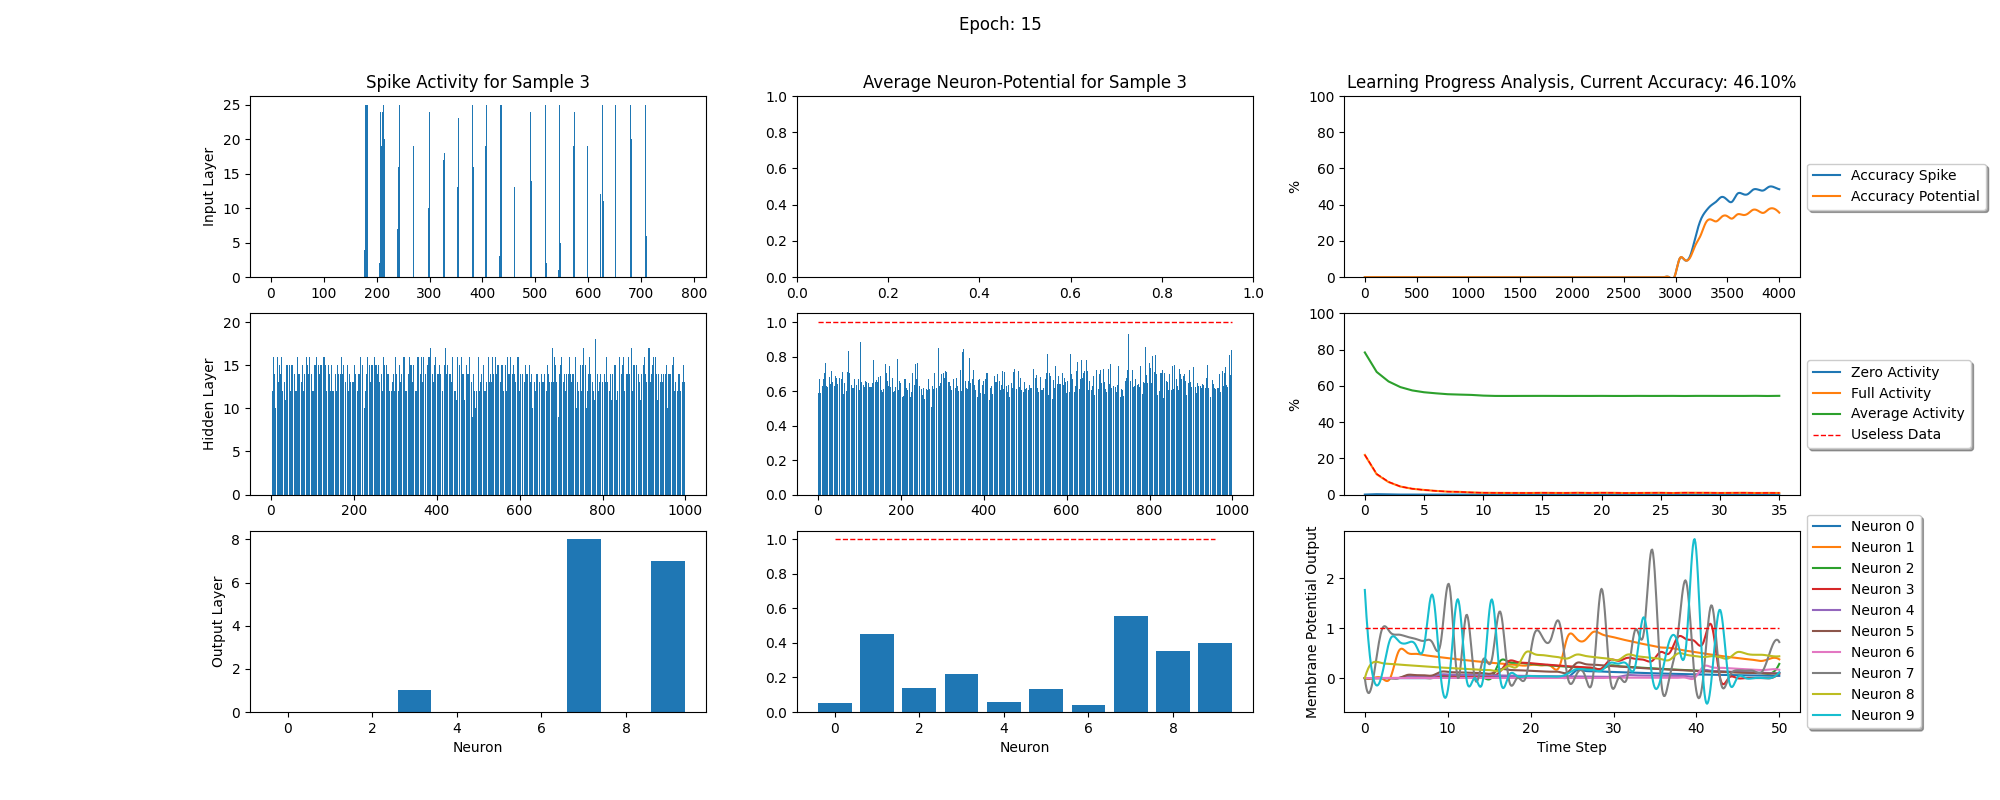 Epoch: 15
Spike Activity for Sample 3
Average Neuron-Potential for Sample 3
Learning Progress Analysis, Current Accuracy: 46.10%
Input Layer
25
20
15
10
5
0
0 100 200 300 400 500 600 700 800
1.0
0.8
0.6
0.4
0.2
0.0
0.0 0.2 0.4 0.6 0.8 1.0
%
100
80
60
40
20
0
0 500 1000 1500 2000 2500 3000 3500 4000
Accuracy Spike
Accuracy Potential
Hidden Layer
20
15
10
5
0
0 200 400 600 800 1000
1.0
0.8
0.6
0.4
0.2
0.0
0 200 400 600 800 1000
%
100
80
60
40
20
0
0 5 10 15 20 25 30 35
Zero Activity
Full Activity
Average Activity
Useless Data
Output Layer
8
6
4
2
0
0 2 4 6 8
Neuron
1.0
0.8
0.6
0.4
0.2
0.0
0 2 4 6 8
Neuron
Membrane Potential Output
2
1
0
0 10 20 30 40 50
Time Step
Neuron 0
Neuron 1
Neuron 2
Neuron 3
Neuron 4
Neuron 5
Neuron 6
Neuron 7
Neuron 8
Neuron 9